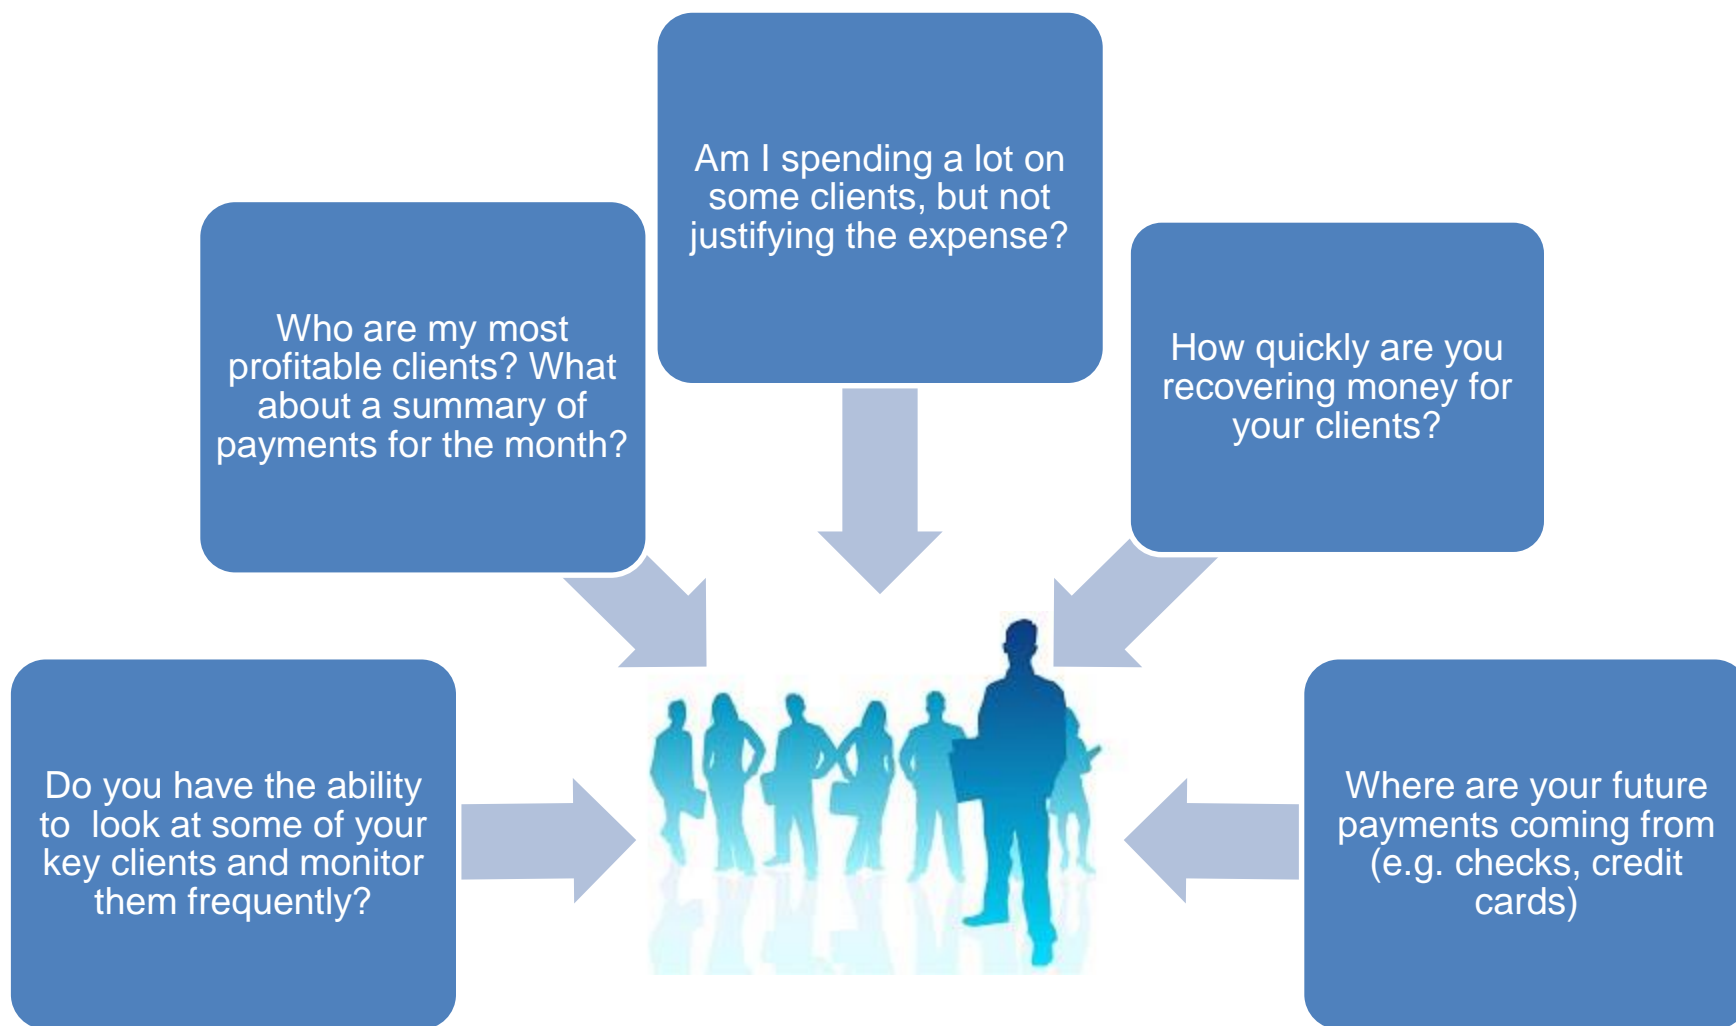 Am I spending a lot on
some clients, but not
justifying the expense?
Who are my most
profitable clients? What
about a summary of
payments for the month?
How quickly are you
recovering money for
your clients?
Do you have the ability
to  look at some of your
key clients and monitor
them frequently?
Where are your future
payments coming from
(e.g. checks, credit
cards)